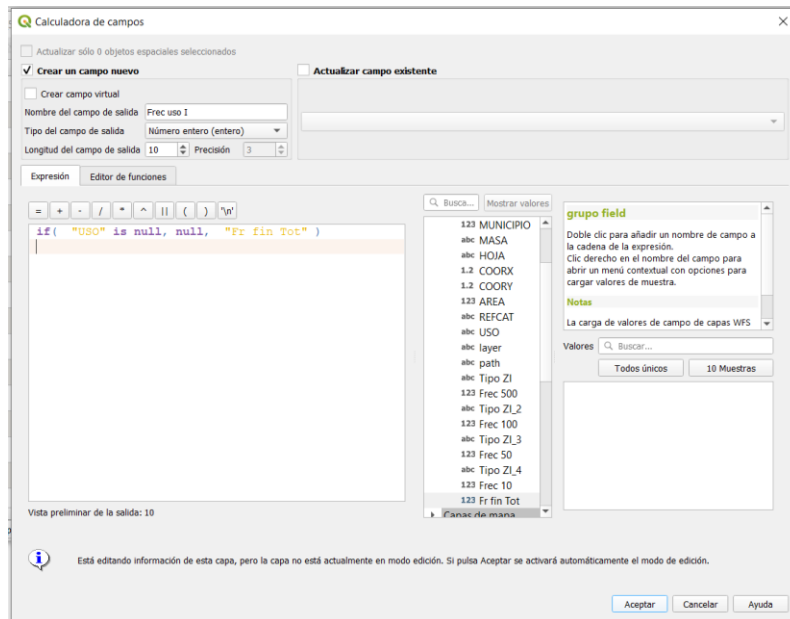 Calculadora de campos
Actualizar sólo 0 objetos espaciales seleccionados
Crear un campo nuevo
Actualizar campo existente
Crear campo virtual
Nombre del campo de salida Frec uso I
Tipo del campo de salida Número entero (entero)
Longitud del campo de salida 10 Precisión 3
Expresión Editor de funciones
= + - / * ^ || ( ) '\n'
if( "USO" is null, null, "Fr fin Tot" )
Vista preliminar de la salida: 10
Busca... Mostrar valores
123 MUNICIPIO
abc MASA
abc HOJA
1.2 COORX
1.2 COORY
123 AREA
abc REFCAT
abc USO
abc layer
abc path
abc Tipo ZI
123 Frec 500
abc Tipo ZI_2
123 Frec 100
abc Tipo ZI_3
123 Frec 50
abc Tipo ZI_4
123 Frec 10
123 Fr fin Tot
Capas de mapa
grupo field
Doble clic para añadir un nombre de campo a
la cadena de la expresión.
Clic derecho en el nombre del campo para
abrir un menú contextual con opciones para
cargar valores de muestra.
Notas
La carga de valores de campo de capas WFS
Valores Buscar...
Todos únicos 10 Muestras
Está editando información de esta capa, pero la capa no está actualmente en modo edición. Si pulsa Aceptar se activará automáticamente el modo de edición.
Aceptar Cancelar Ayuda